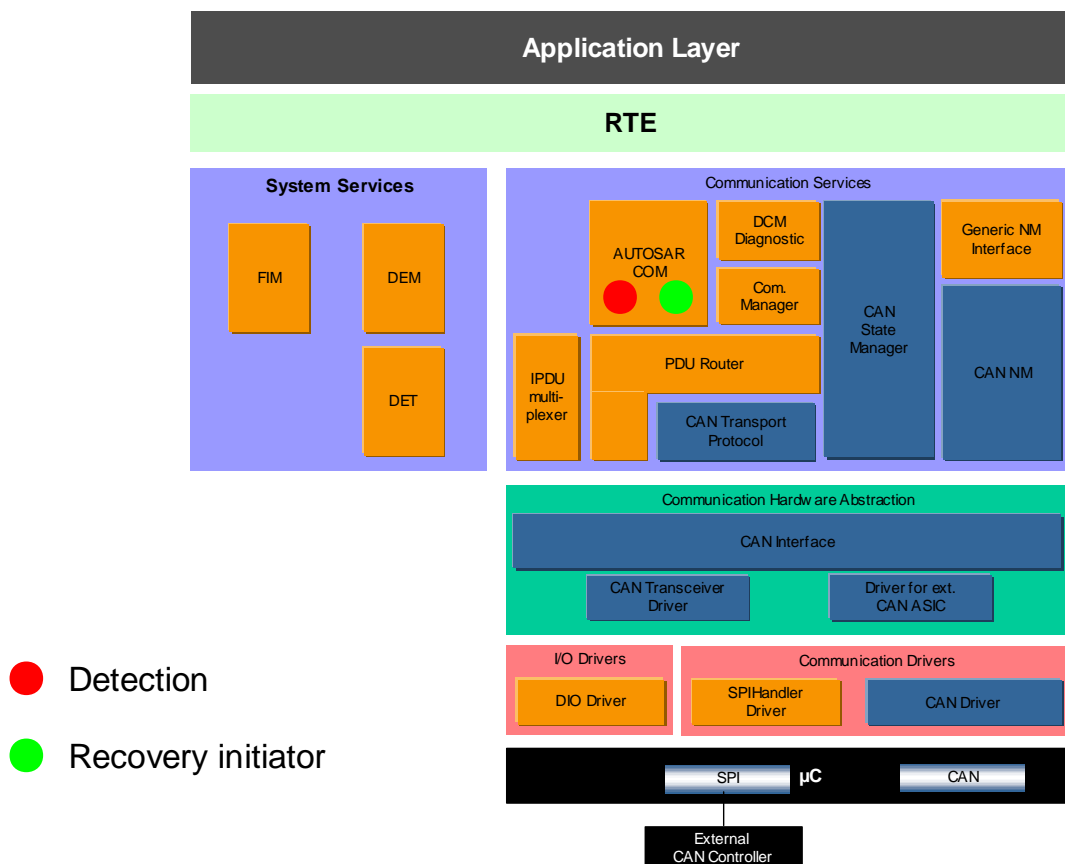 Application Layer
RTE
System Services
FIM
DEM
DET
Communication Services
AUTOSAR
COM
DCM
Diagnostic
Com.
Manager
CAN
State
Manager
Generic NM
Interface
CAN NM
IPDU
multi-
plexer
PDU Router
CAN Transport
Protocol
Communication Hardware Abstraction
CAN Interface
CAN Transceiver
Driver
Driver for ext.
CAN ASIC
I/O Drivers
DIO Driver
Communication Drivers
SPIHandler
Driver
CAN Driver
SPI
µC
CAN
External
CAN Controller
Detection
Recovery initiator